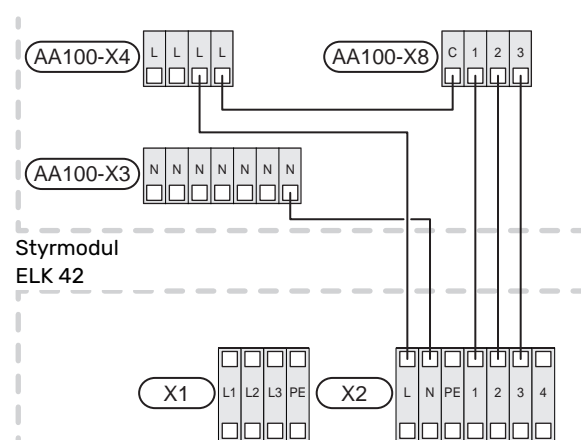 AA100-X4 L L L L
AA100-X8 C 1 2 3
AA100-X3 N N N N N N N
Styrmodul
ELK 42
X1 L1 L2 L3 PE
X2 L N PE 1 2 3 4